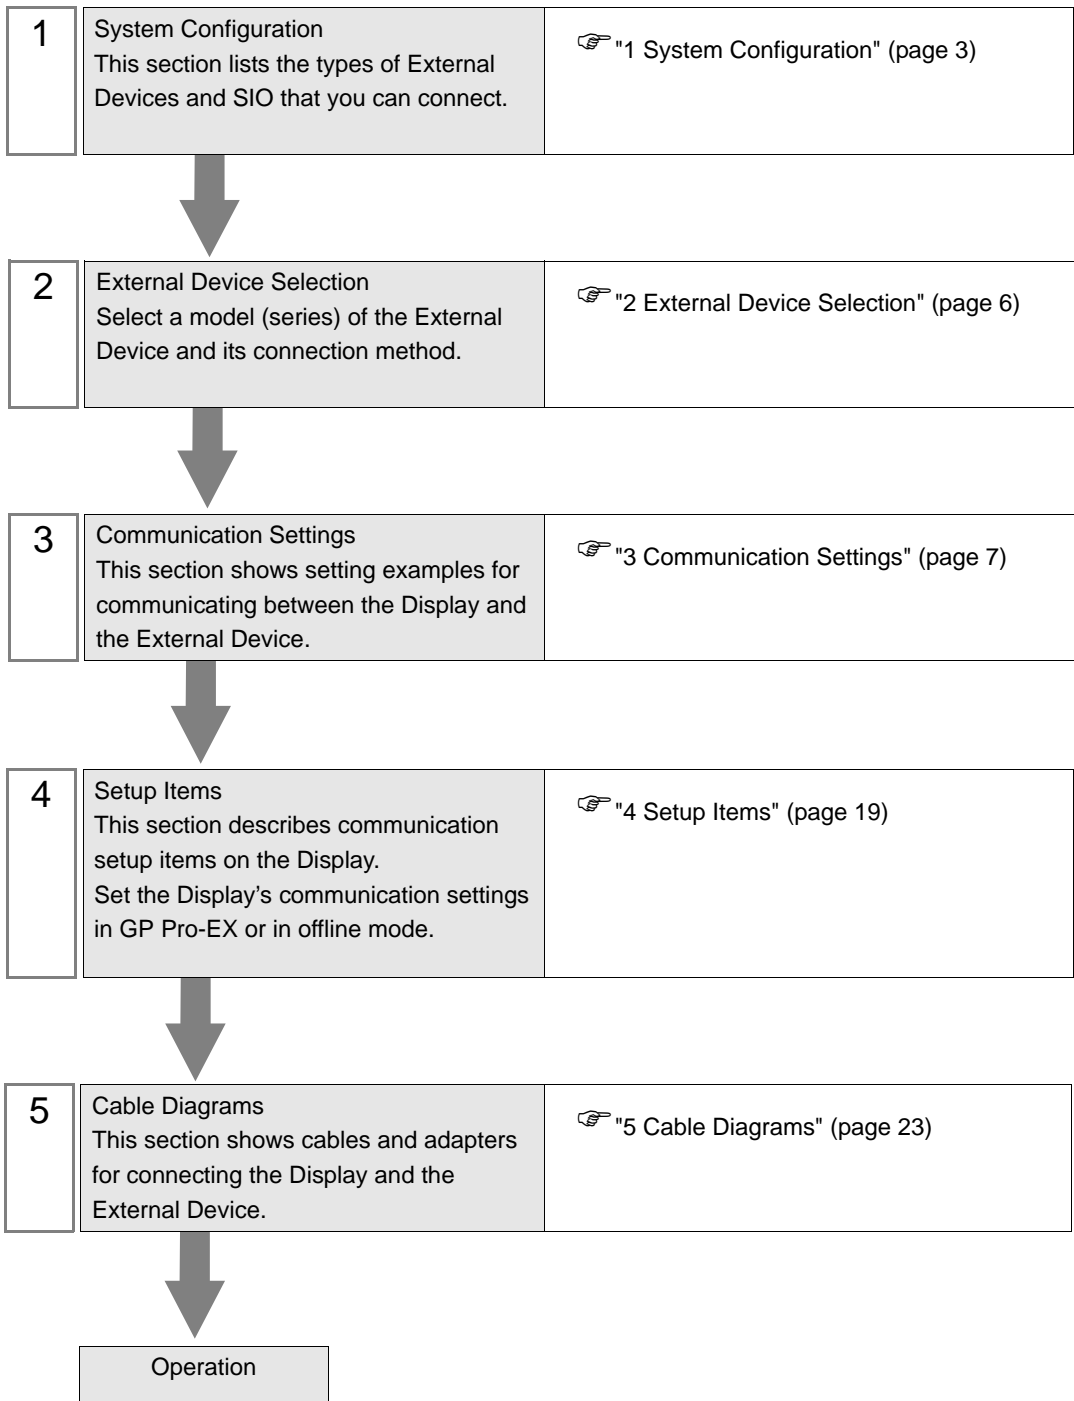 1
System Configuration
This section lists the types of External
Devices and SIO that you can connect.
"1 System Configuration" (page 3)
2
External Device Selection
Select a model (series) of the External
Device and its connection method.
"2 External Device Selection" (page 6)
3
Communication Settings
This section shows setting examples for
communicating between the Display and
the External Device.
"3 Communication Settings" (page 7)
4
Setup Items
This section describes communication
setup items on the Display.
Set the Display’s communication settings
in GP Pro-EX or in offline mode.
"4 Setup Items" (page 19)
5
Cable Diagrams
This section shows cables and adapters
for connecting the Display and the
External Device.
"5 Cable Diagrams" (page 23)
Operation